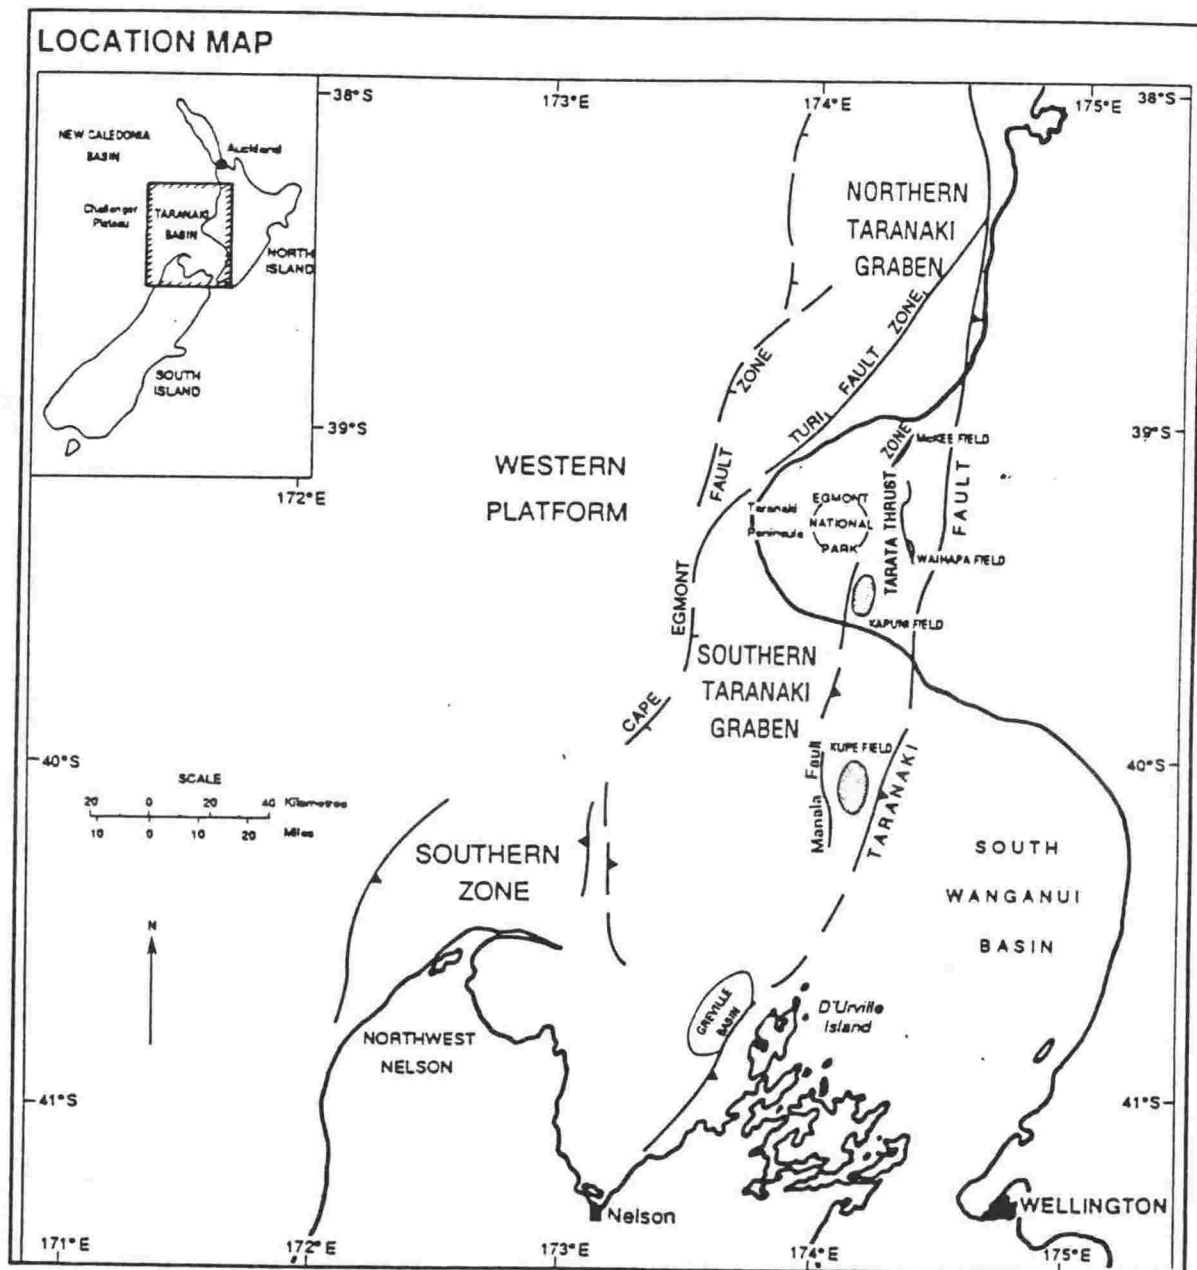 LOCATION MAP
38°S
173°E
174°E
175°E
38°S
NEW CALEDONIA
BASIN
Auckland
Challenger
Plateau
TARANAKI
BASIN
NORTH
ISLAND
SOUTH
ISLAND
39°S
172°E
NORTHERN
TARANAKI
GRABEN
TURI FAULT ZONE
CAPE EGMONT FAULT ZONE
39°S
WESTERN
PLATFORM
McKEE FIELD
TARATA THRUST ZONE
Taranaki
Peninsula
EGMONT
NATIONAL
PARK
WAIHAPA FIELD
KAPUNI FIELD
TARANAKI FAULT
SOUTHERN
TARANAKI
GRABEN
KUPE FIELD
Manaia Fault
40°S
40°S
SCALE
20 0 20 40 Kilometres
10 0 10 20 Miles
SOUTHERN
ZONE
SOUTH
WANGANUI
BASIN
N
GREVILLE
BASIN
D'Urville
Island
NORTHWEST
NELSON
41°S
41°S
Nelson
WELLINGTON
171°E
172°E
173°E
174°E
175°E